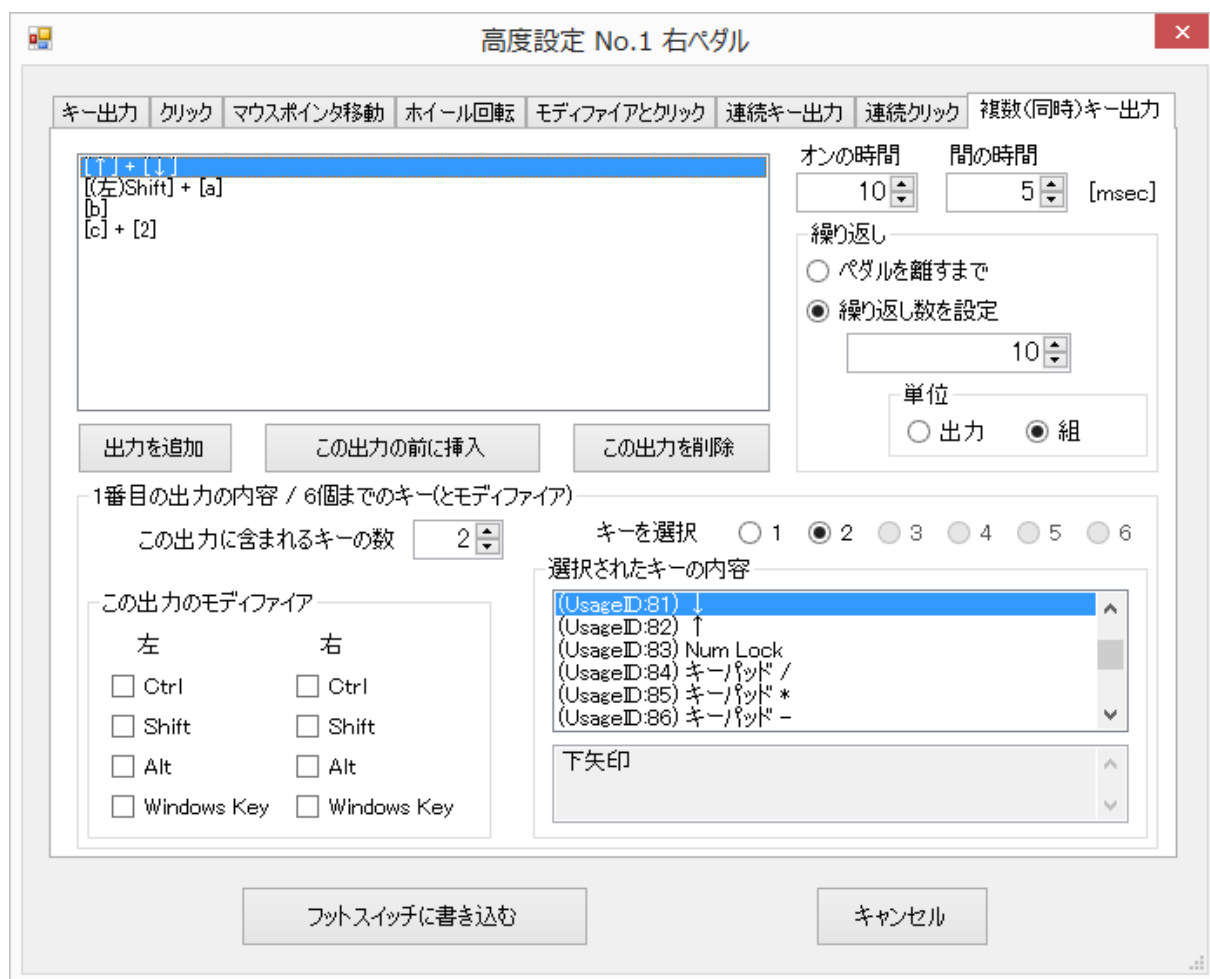 高度設定 No.1 右ペダル
キー出力 クリック マウスポインタ移動 ホイール回転 モディファイアとクリック 連続キー出力 連続クリック 複数(同時)キー出力
[↑] + [↓]
[(左)Shift] + [a]
[b]
[c] + [2]
オンの時間 間の時間
10 5 [msec]
繰り返し
ペダルを離すまで
繰り返し数を設定
10
単位
出力 組
出力を追加 この出力の前に挿入 この出力を削除
1番目の出力の内容 / 6個までのキー(とモディファイア)
この出力に含まれるキーの数 2
キーを選択 1 2 3 4 5 6
この出力のモディファイア
左 右
Ctrl Ctrl
Shift Shift
Alt Alt
Windows Key Windows Key
選択されたキーの内容
(UsageID:81) ↓
(UsageID:82) ↑
(UsageID:83) Num Lock
(UsageID:84) キーパッド /
(UsageID:85) キーパッド *
(UsageID:86) キーパッド -
下矢印
フットスイッチに書き込む キャンセル